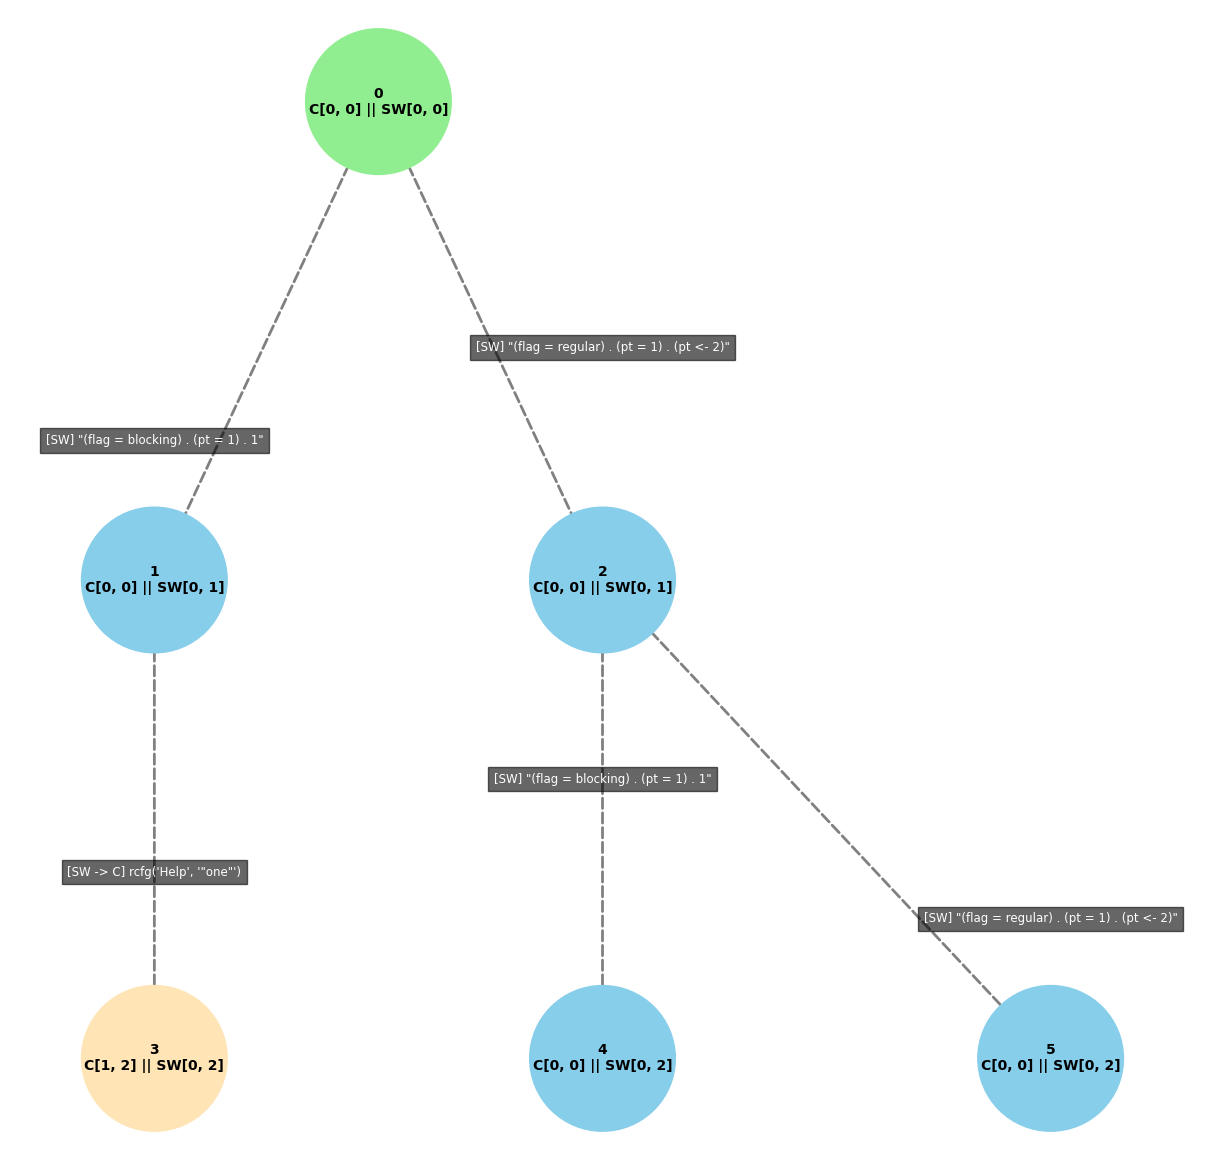 0
C[0, 0] || SW[0, 0]
[SW] "(flag = regular) . (pt = 1) . (pt <- 2)"
[SW] "(flag = blocking) . (pt = 1) . 1"
1
C[0, 0] || SW[0, 1]
2
C[0, 0] || SW[0, 1]
[SW] "(flag = blocking) . (pt = 1) . 1"
[SW -> C] rcfg('Help', '"one"')
[SW] "(flag = regular) . (pt = 1) . (pt <- 2)"
3
C[1, 2] || SW[0, 2]
4
C[0, 0] || SW[0, 2]
5
C[0, 0] || SW[0, 2]